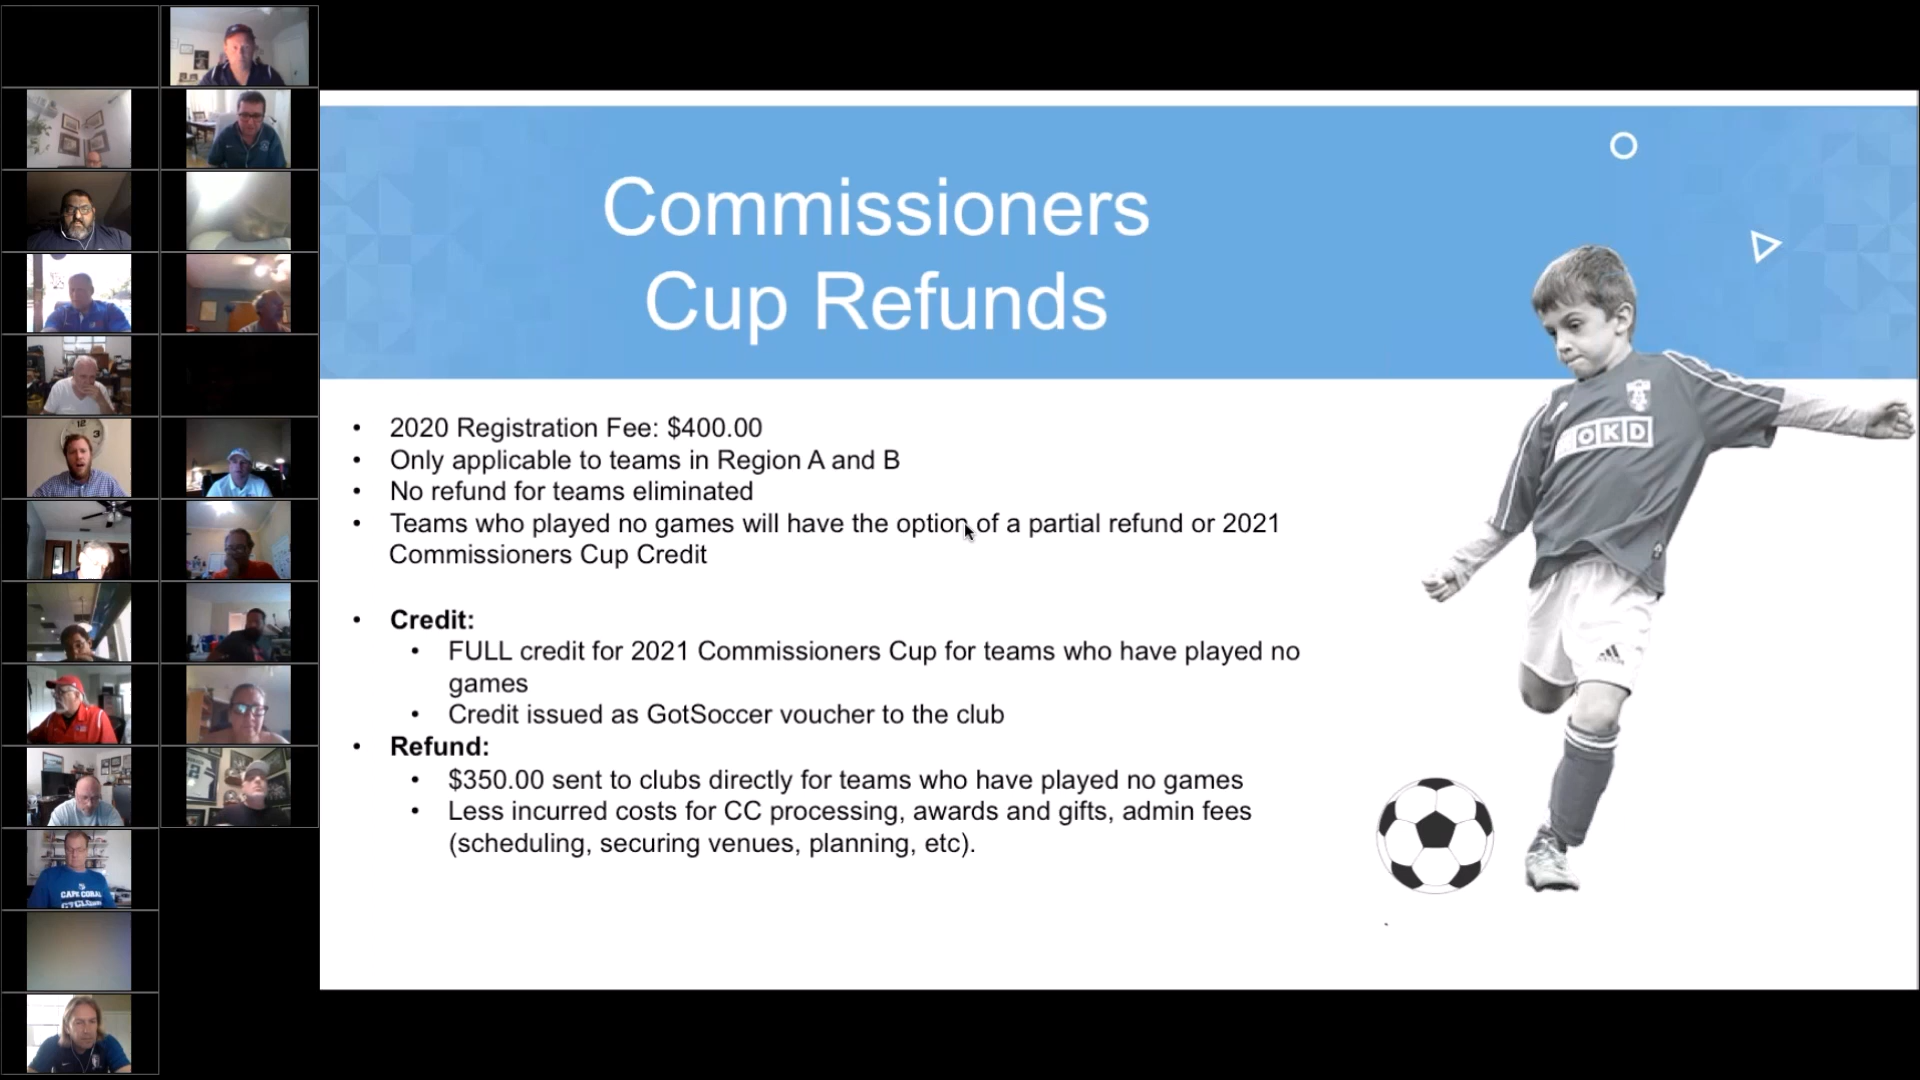 Commissioners
Cup Refunds
• 2020 Registration Fee: $400.00
• Only applicable to teams in Region A and B
• No refund for teams eliminated
• Teams who played no games will have the option of a partial refund or 2021
Commissioners Cup Credit
• Credit:
• FULL credit for 2021 Commissioners Cup for teams who have played no
games
• Credit issued as GotSoccer voucher to the club
• Refund:
• $350.00 sent to clubs directly for teams who have played no games
• Less incurred costs for CC processing, awards and gifts, admin fees
(scheduling, securing venues, planning, etc).
OKD
12
3
CAPE CORAL